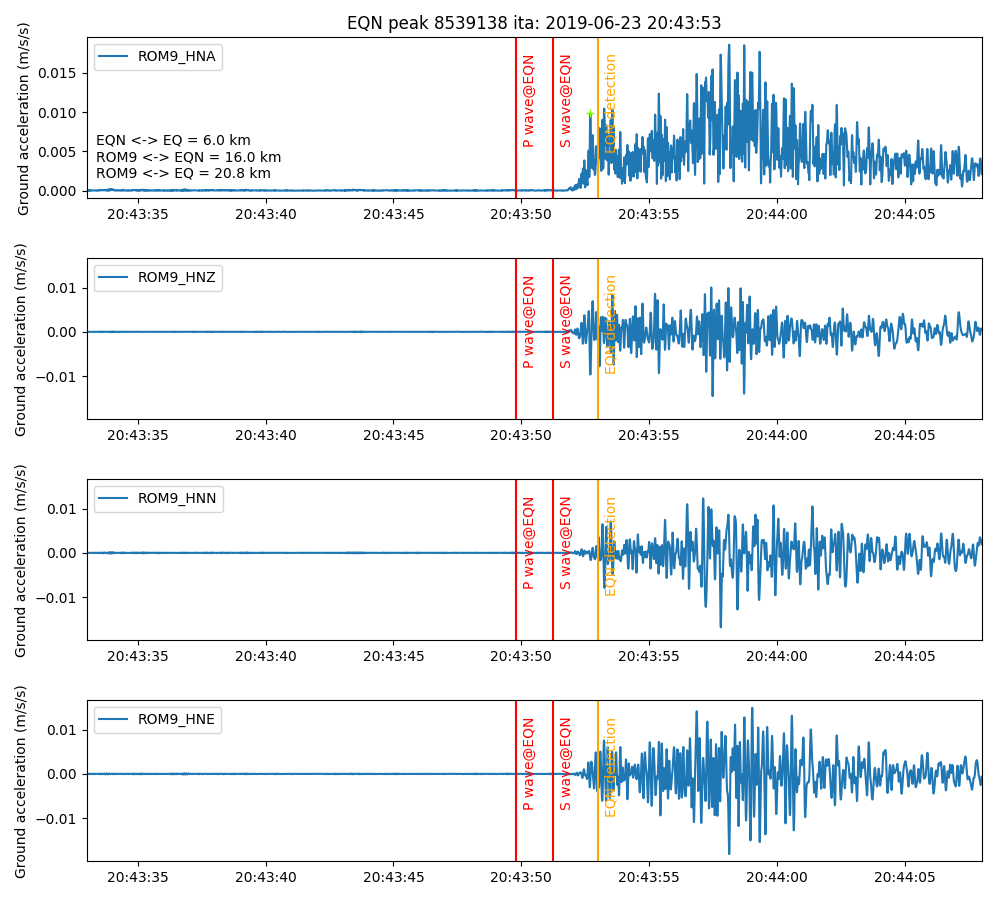 EQN peak 8539138 ita: 2019-06-23 20:43:53
Ground acceleration (m/s/s)
ROM9_HNA
P wave@EQN
S wave@EQN
EQN detection
EQN <-> EQ = 6.0 km
ROM9 <-> EQN = 16.0 km
ROM9 <-> EQ = 20.8 km
0.015
0.010
0.005
0.000
20:43:35 20:43:40 20:43:45 20:43:50 20:43:55 20:44:00 20:44:05
Ground acceleration (m/s/s)
ROM9_HNZ
P wave@EQN
S wave@EQN
EQN detection
0.01
0.00
−0.01
20:43:35 20:43:40 20:43:45 20:43:50 20:43:55 20:44:00 20:44:05
Ground acceleration (m/s/s)
ROM9_HNN
P wave@EQN
S wave@EQN
EQN detection
0.01
0.00
−0.01
20:43:35 20:43:40 20:43:45 20:43:50 20:43:55 20:44:00 20:44:05
Ground acceleration (m/s/s)
ROM9_HNE
P wave@EQN
S wave@EQN
EQN detection
0.01
0.00
−0.01
20:43:35 20:43:40 20:43:45 20:43:50 20:43:55 20:44:00 20:44:05